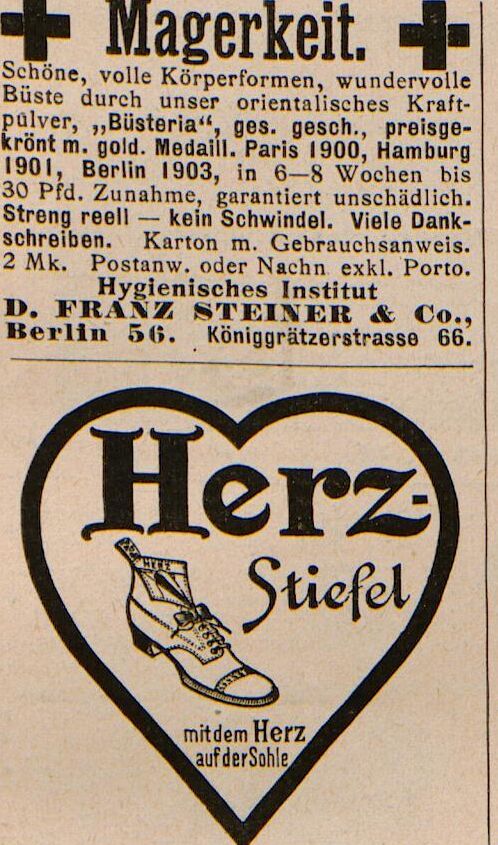 Magerkeit.
Schöne, volle Körperformen, wundervolle
Büste durch unser orientalisches Kraft-
pulver, „Büsteria“, ges. gesch., preisge-
krönt m. gold. Medaill. Paris 1900, Hamburg
1901, Berlin 1903, in 6—8 Wochen bis
30 Pfd. Zunahme, garantiert unschädlich.
Streng reell — kein Schwindel. Viele Dank-
schreiben. Karton m. Gebrauchsanweis.
2 Mk. Postanw. oder Nachn. exkl. Porto.
Hygienisches Institut
D. FRANZ STEINER & Co.,
Berlin 56. Königgrätzerstrasse 66.
Herz-
Stiefel
HERZ
mit dem Herz
auf der Sohle